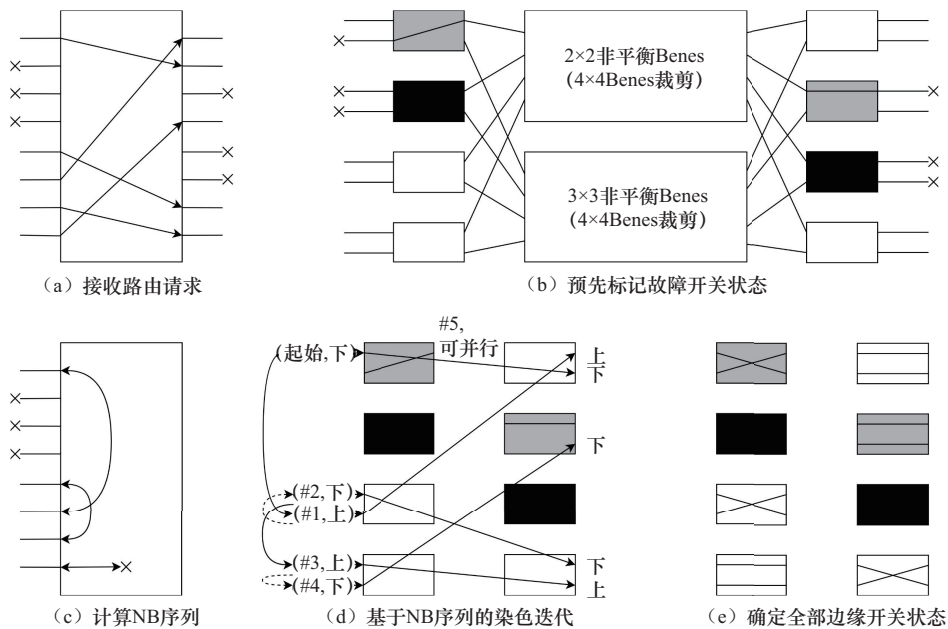 2×2非平衡Benes
(4×4Benes裁剪)
3×3非平衡Benes
(4×4Benes裁剪)
(a)接收路由请求
(b)预先标记故障开关状态
(起始,下)
#5,
可并行
上
下
下
(#2,下)
(#1,上)
(#3,上)
(#4,下)
下
上
(c)计算NB序列
(d)基于NB序列的染色迭代
(e)确定全部边缘开关状态